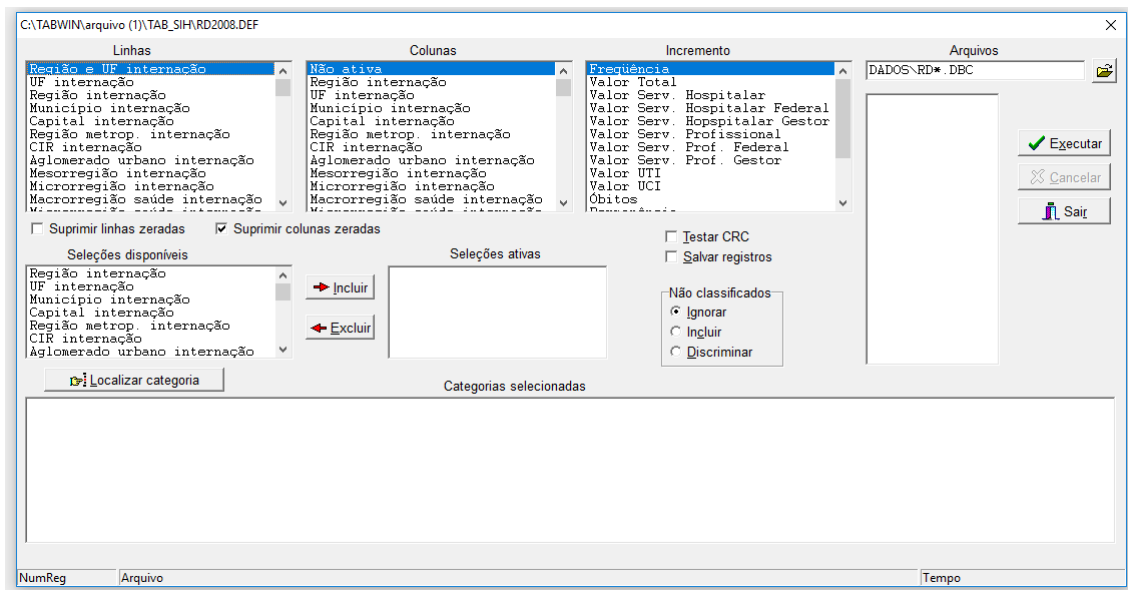 C:\TABWIN\arquivo (1)\TAB_SIH\RD2008.DEF
Linhas
Região e UF internação
UF internação
Região internação
Município internação
Capital internação
Região metrop. internação
CIR internação
Aglomerado urbano internação
Mesorregião internação
Microrregião internação
Macrorregião saúde internação
Colunas
Não ativa
Região internação
UF internação
Município internação
Capital internação
Região metrop. internação
CIR internação
Aglomerado urbano internação
Mesorregião internação
Microrregião internação
Macrorregião saúde internação
Incremento
Freqüência
Valor Total
Valor Serv. Hospitalar
Valor Serv. Hospitalar Federal
Valor Serv. Hopspitalar Gestor
Valor Serv. Profissional
Valor Serv. Prof. Federal
Valor Serv. Prof. Gestor
Valor UTI
Valor UCI
Óbitos
Arquivos
DADOS\RD*.DBC
Executar
Cancelar
Sair
Suprimir linhas zeradas
Suprimir colunas zeradas
Testar CRC
Salvar registros
Seleções disponíveis
Região internação
UF internação
Município internação
Capital internação
Região metrop. internação
CIR internação
Aglomerado urbano internação
Incluir
Excluir
Seleções ativas
Não classificados
Ignorar
Incluir
Discriminar
Localizar categoria
Categorias selecionadas
NumReg
Arquivo
Tempo